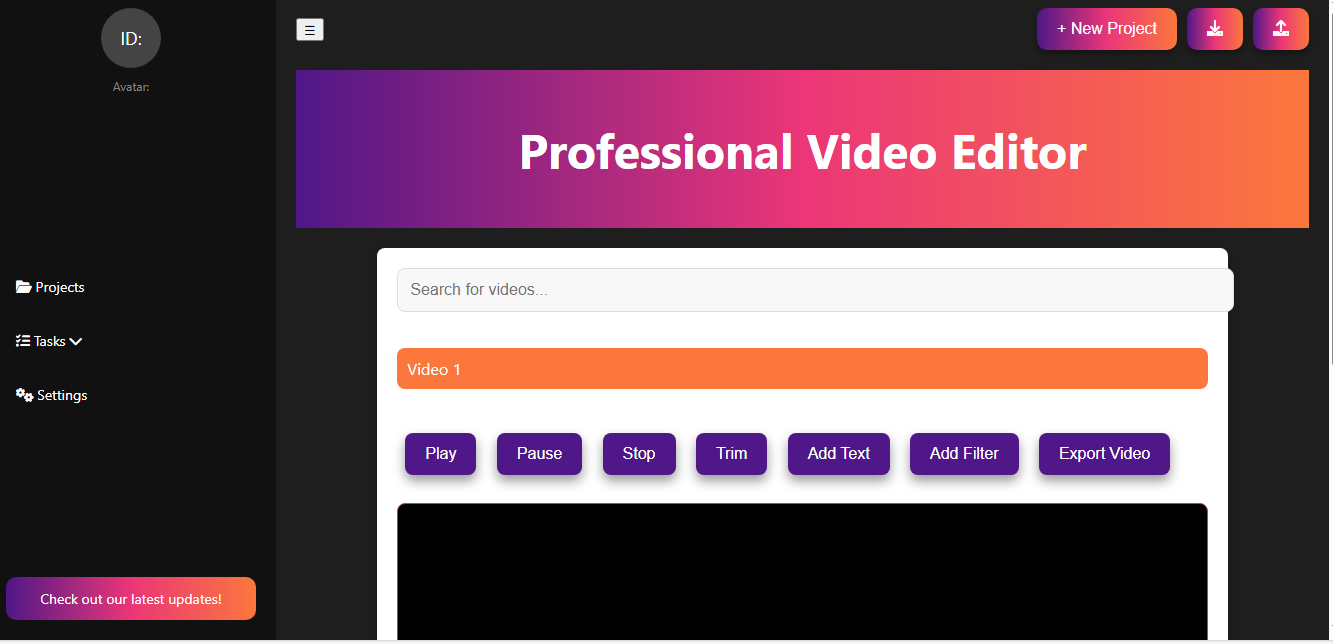 ID:
Avatar:
Projects
Tasks
Settings
Check out our latest updates!
+ New Project
Professional Video Editor
Search for videos...
Video 1
Play Pause Stop Trim Add Text Add Filter Export Video